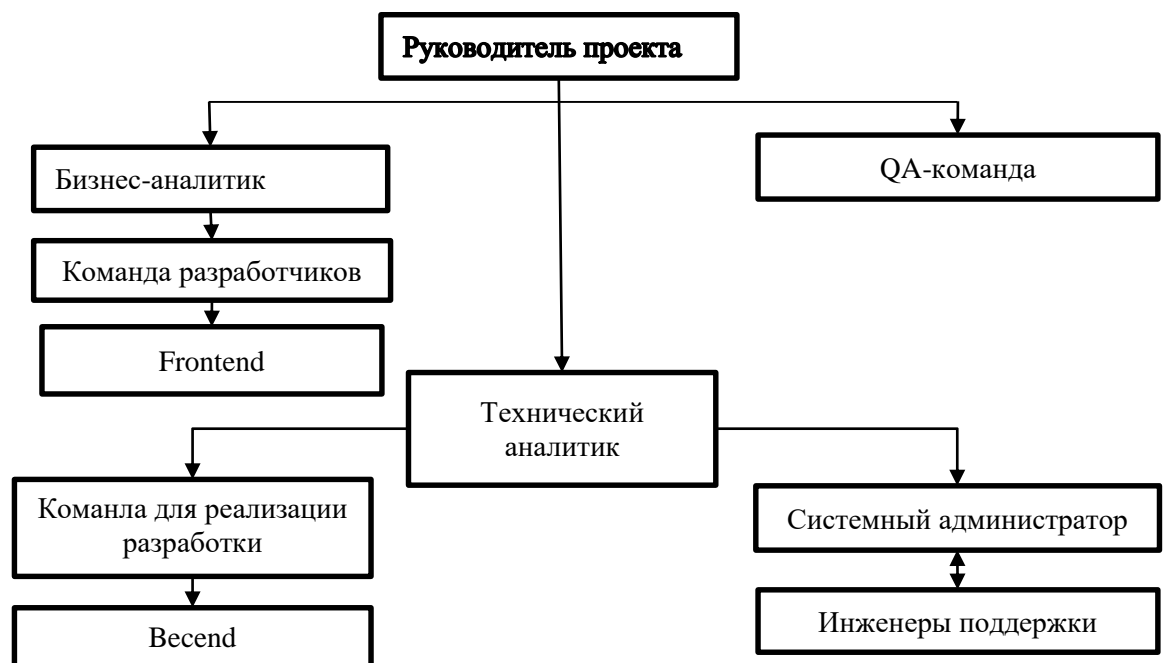 Руководитель проекта
Бизнес-аналитик
QA-команда
Команда разработчиков
Frontend
Технический
аналитик
Команла для реализации
разработки
Системный администратор
Becend
Инженеры поддержки